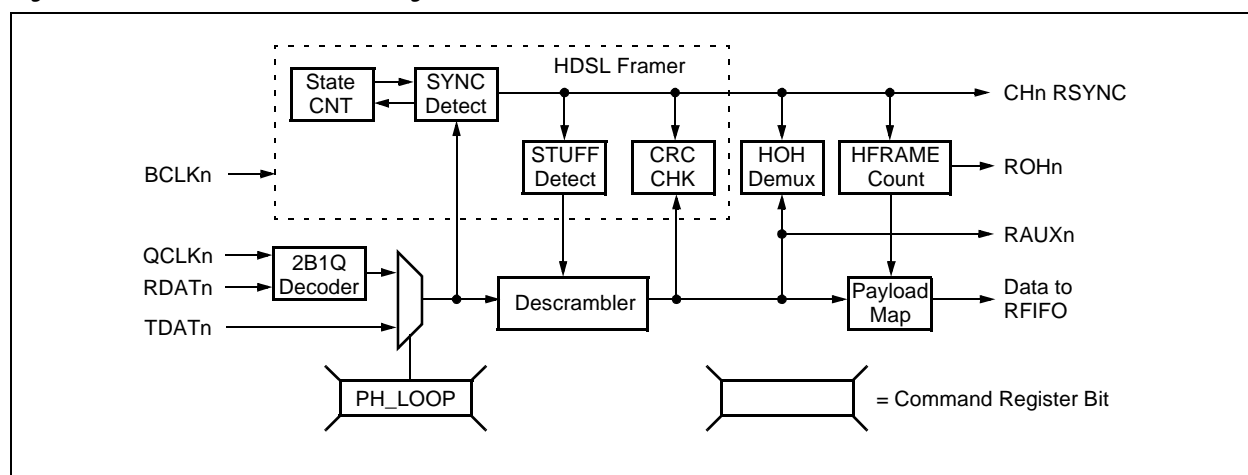 HDSL Framer
State
CNT
SYNC
Detect
CHn RSYNC
STUFF
Detect
CRC
CHK
HOH
Demux
HFRAME
Count
ROHn
BCLKn
RAUXn
QCLKn
RDATn
2B1Q
Decoder
Descrambler
Payload
Map
Data to
RFIFO
TDATn
PH_LOOP
= Command Register Bit